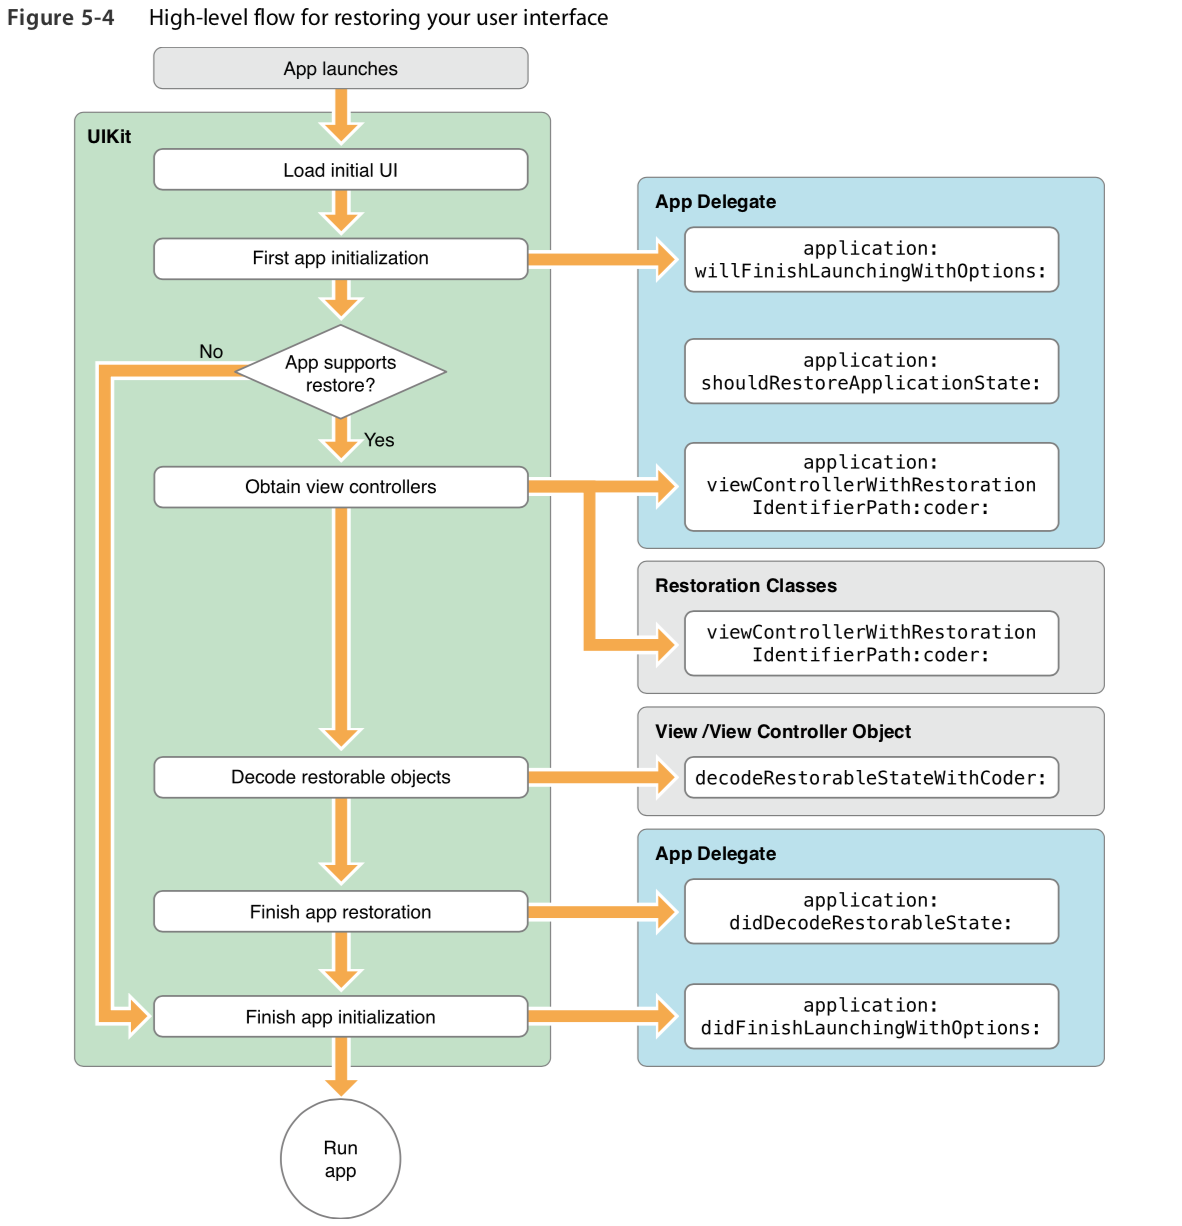 Figure 5-4 High-level flow for restoring your user interface
App launches
UIKit
Load initial UI
First app initialization
App supports
restore?
No
Yes
Obtain view controllers
Decode restorable objects
Finish app restoration
Finish app initialization
Run
app
App Delegate
application:
willFinishLaunchingWithOptions:
application:
shouldRestoreApplicationState:
application:
viewControllerWithRestoration
IdentifierPath:coder:
Restoration Classes
viewControllerWithRestoration
IdentifierPath:coder:
View /View Controller Object
decodeRestorableStateWithCoder:
App Delegate
application:
didDecodeRestorableState:
application:
didFinishLaunchingWithOptions: